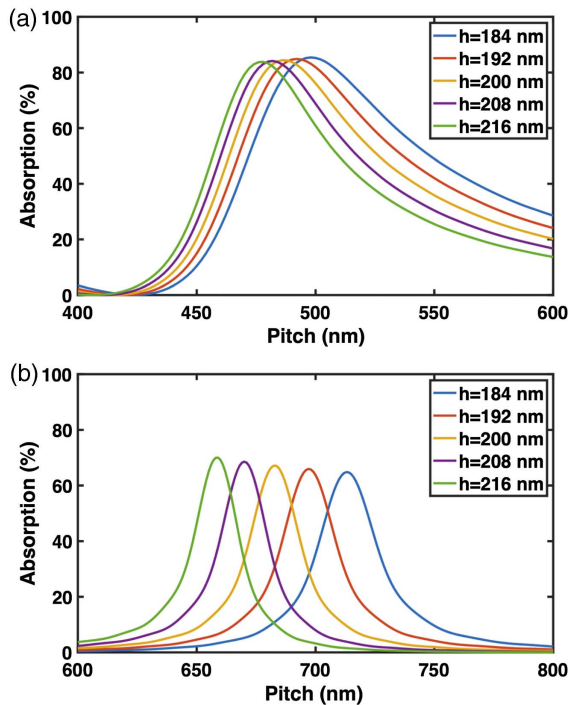 (a)
100
80
60
40
20
0
Absorption (%)
h=184 nm
h=192 nm
h=200 nm
h=208 nm
h=216 nm
400 450 500 550 600
Pitch (nm)
(b)
100
80
60
40
20
0
Absorption (%)
h=184 nm
h=192 nm
h=200 nm
h=208 nm
h=216 nm
600 650 700 750 800
Pitch (nm)